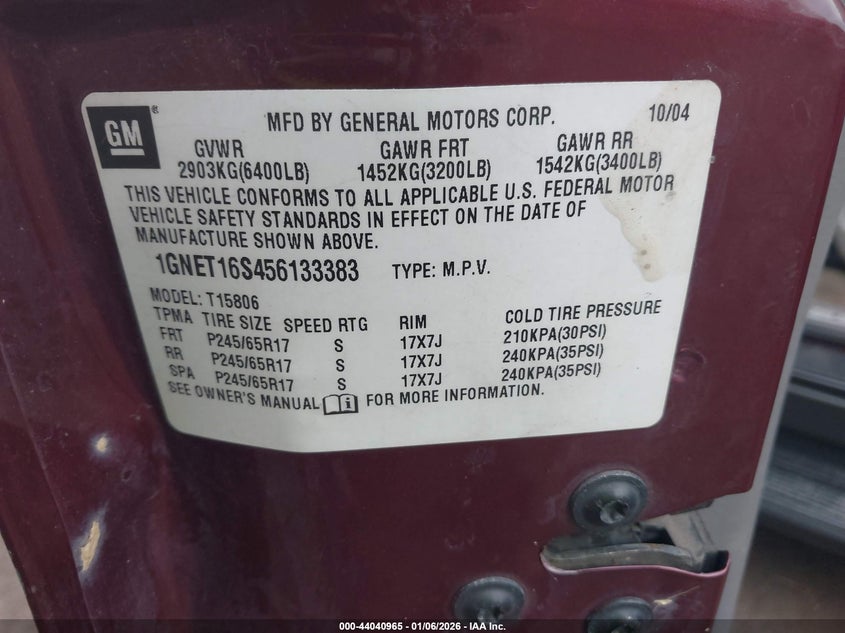 GM® MFD BY GENERAL MOTORS CORP. 10/04
GVWR GAWR FRT GAWR RR
2903KG(6400LB) 1452KG(3200LB) 1542KG(3400LB)
THIS VEHICLE CONFORMS TO ALL APPLICABLE U.S. FEDERAL MOTOR
VEHICLE SAFETY STANDARDS IN EFFECT ON THE DATE OF
MANUFACTURE SHOWN ABOVE.
1GNET16S456133383 TYPE: M.P.V.
MODEL: T15806
TPMA TIRE SIZE SPEED RTG RIM COLD TIRE PRESSURE
FRT P245/65R17 S 17X7J 210KPA(30PSI)
RR P245/65R17 S 17X7J 240KPA(35PSI)
SPA P245/65R17 S 17X7J 240KPA(35PSI)
SEE OWNER'S MANUAL i FOR MORE INFORMATION.
000-44040965 - 01/06/2026 - IAA Inc.